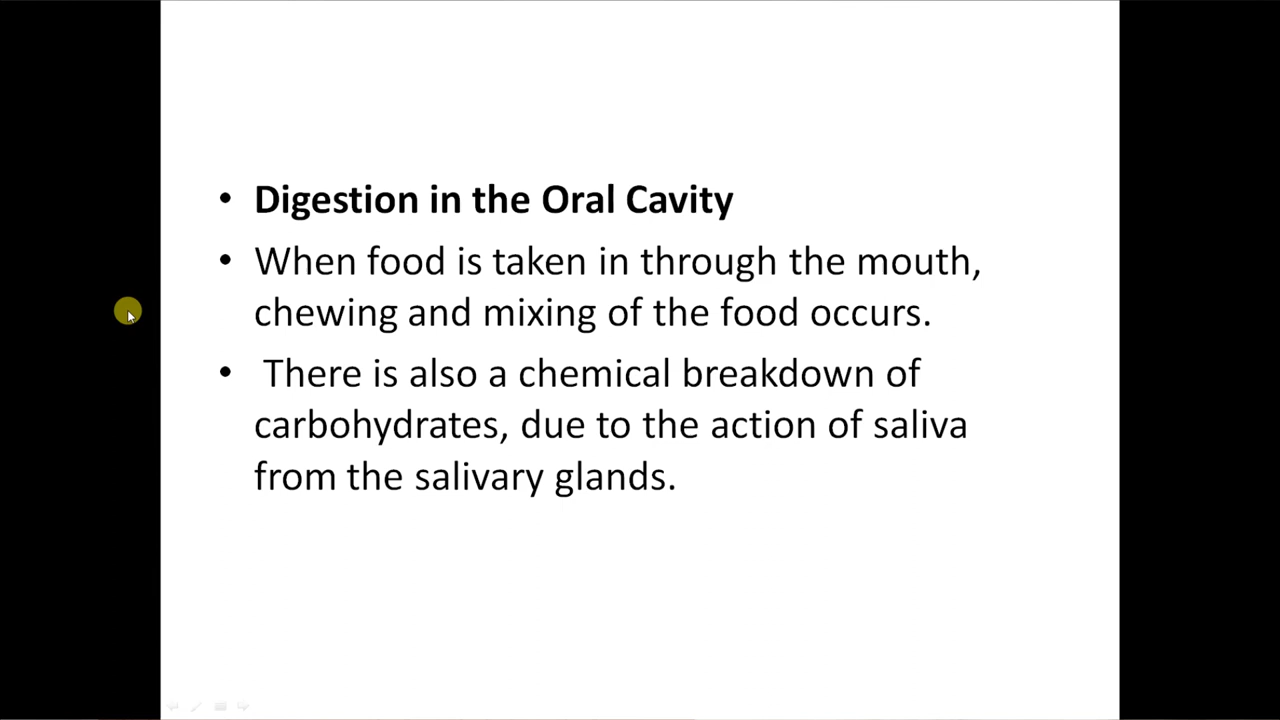 • Digestion in the Oral Cavity
• When food is taken in through the mouth,
chewing and mixing of the food occurs.
• There is also a chemical breakdown of
carbohydrates, due to the action of saliva
from the salivary glands.